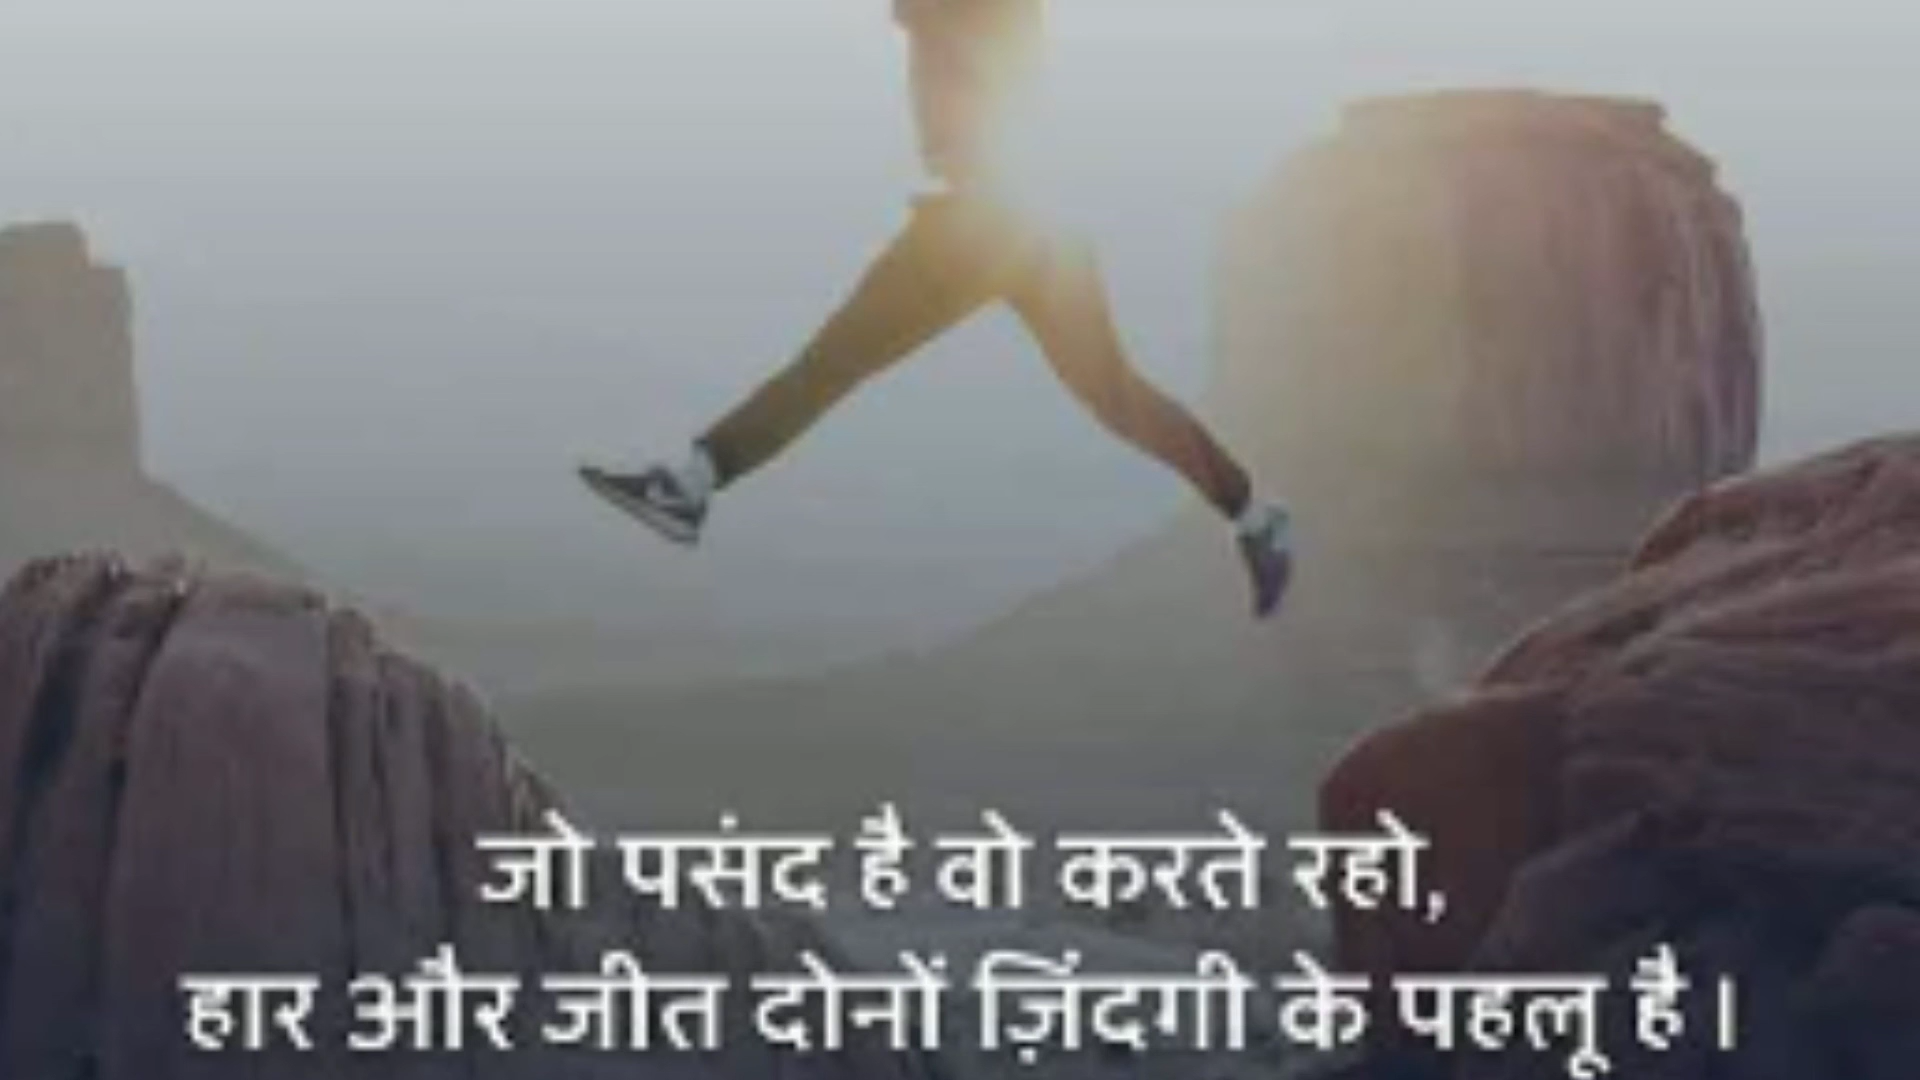 जो पसंद है वो करते रहो,
हार और जीत दोनों ज़िंदगी के पहलू है।